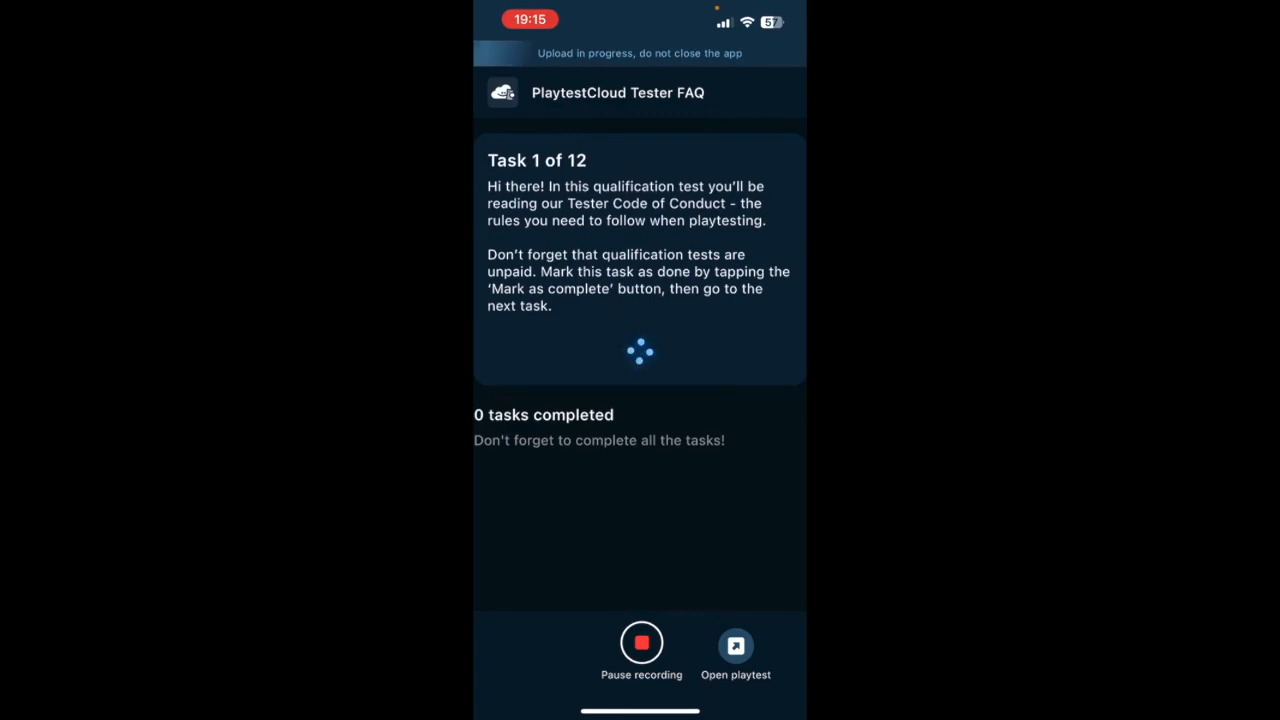 19:15
57
Upload in progress, do not close the app
PlaytestCloud Tester FAQ
Task 1 of 12
Hi there! In this qualification test you'll be
reading our Tester Code of Conduct - the
rules you need to follow when playtesting.
Don't forget that qualification tests are
unpaid. Mark this task as done by tapping the
'Mark as complete' button, then go to the
next task.
0 tasks completed
Don't forget to complete all the tasks!
Pause recording
Open playtest